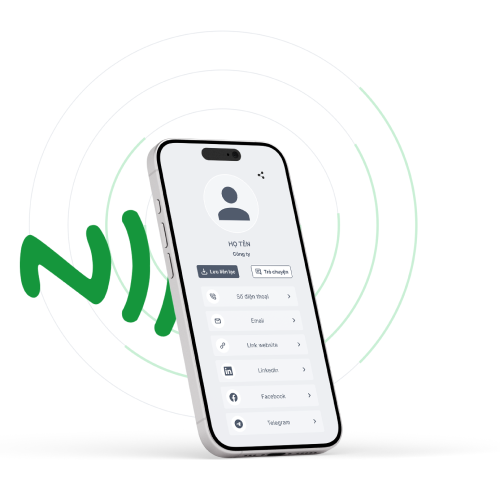 HỌ TÊN
Công ty
Lưu liên lạc
Trò chuyện
Số điện thoại
Email
Link website
Linkedin
Facebook
Telegram